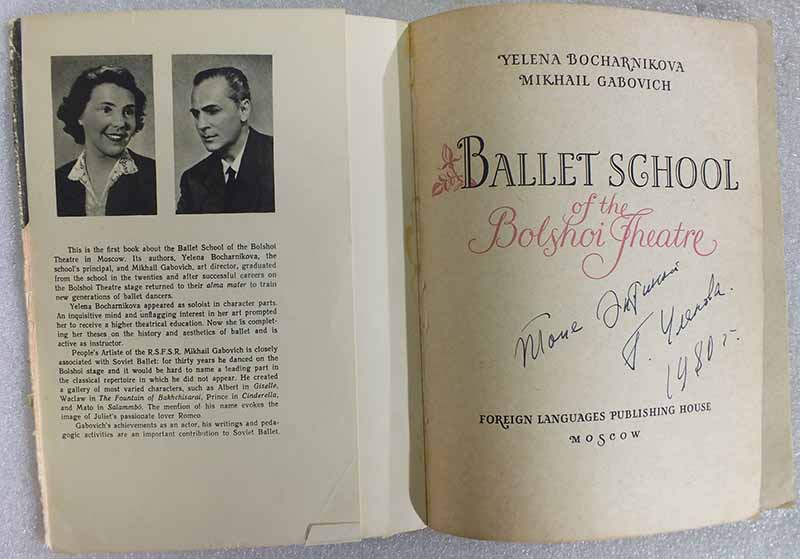 This is the first book about the Ballet School of the Bolshoi
Theatre in Moscow. Its authors, Yelena Bocharnikova, the
school's principal, and Mikhail Gabovich, art director, graduated
from the school in the twenties and after successful careers on
the Bolshoi Theatre stage returned to their alma mater to train
new generations of ballet dancers.
Yelena Bocharnikova appeared as soloist in character parts.
An inquisitive mind and unflagging interest in her art prompted
her to receive a higher theatrical education. Now she is complet-
ing her theses on the history and aesthetics of ballet and is
active as instructor.
People's Artiste of the R.S.F.S.R. Mikhail Gabovich is closely
associated with Soviet Ballet: for thirty years he danced on the
Bolshoi stage and it would be hard to name a leading part in
the classical repertoire in which he did not appear. He created
a gallery of most varied characters, such as Albert in Giselle,
Waclaw in The Fountain of Bakhchisarai, Prince in Cinderella,
and Mato in Salammbô. The mention of his name evokes the
image of Juliet's passionate lover Romeo.
Gabovich's achievements as an actor, his writings and peda-
gogic activities are an important contribution to Soviet Ballet.
YELENA BOCHARNIKOVA
MIKHAIL GABOVICH
BALLET SCHOOL
of the
Bolshoi Theatre
Г. Уланова.
1980 г.
FOREIGN LANGUAGES PUBLISHING HOUSE
MOSCOW